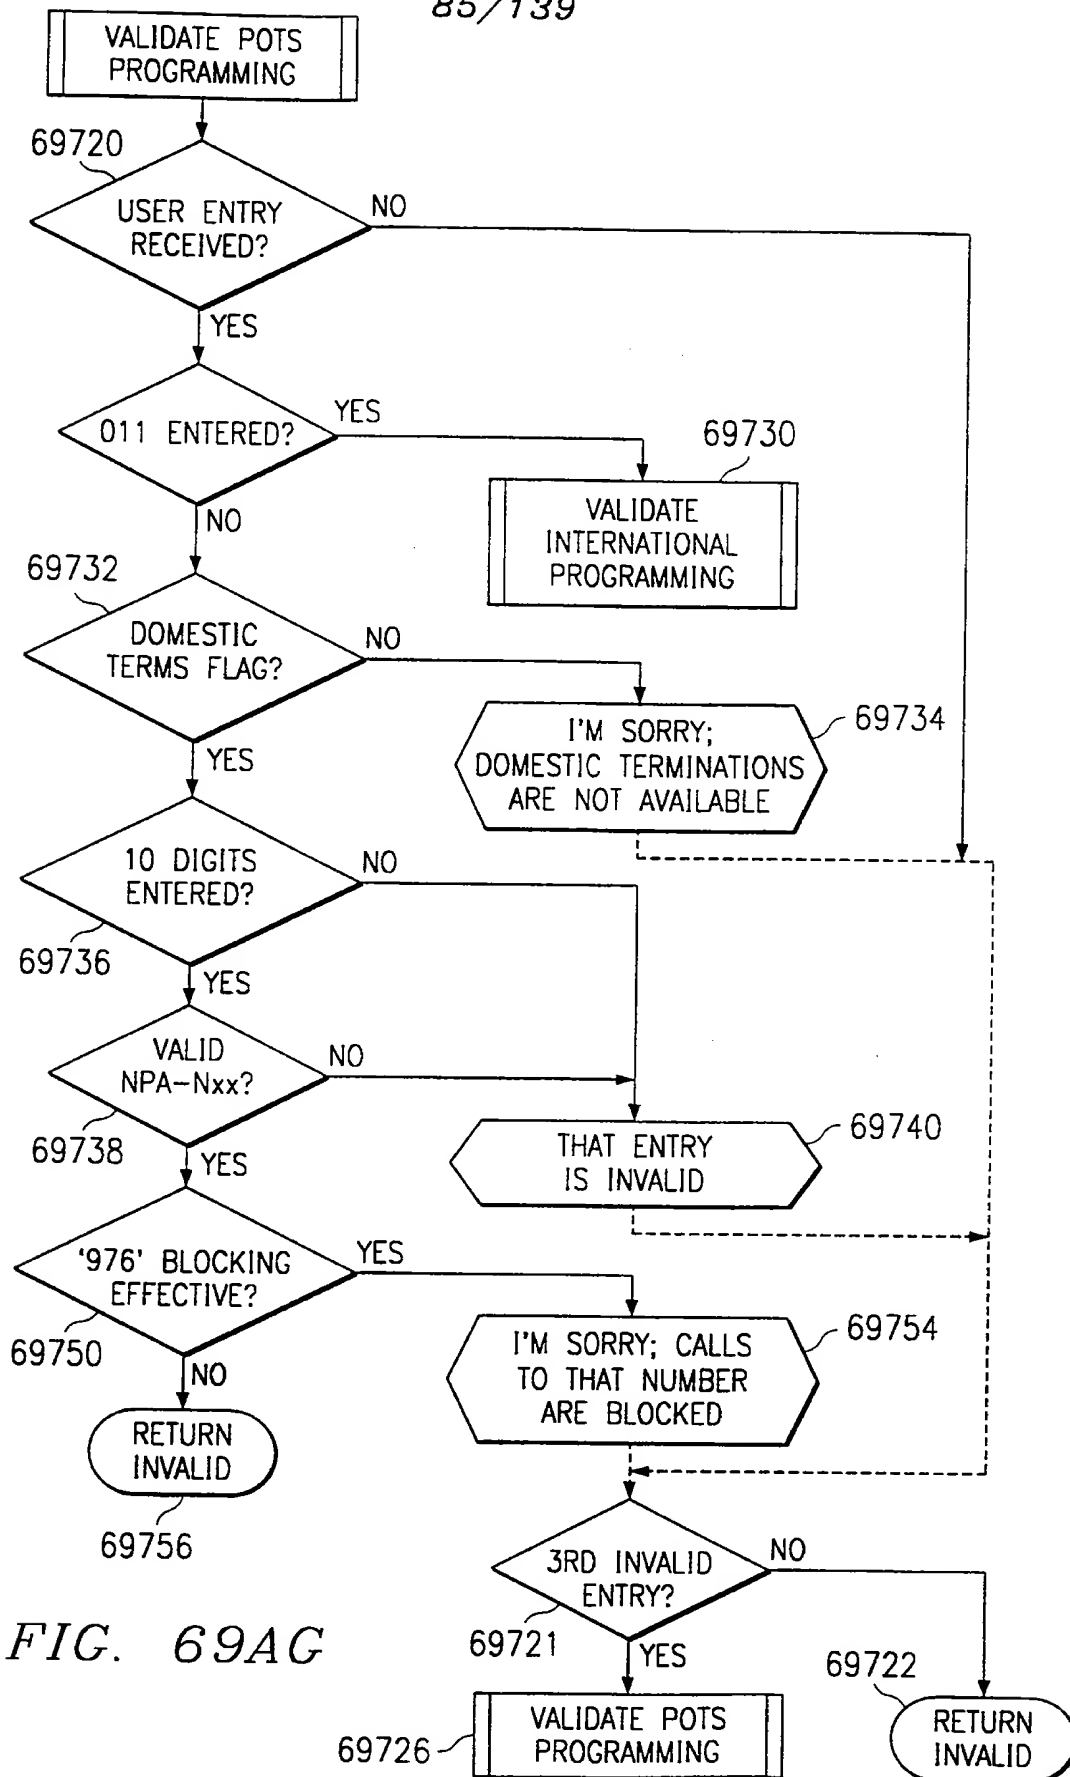 85/139
VALIDATE POTS
PROGRAMMING
69720
USER ENTRY
RECEIVED?
NO
YES
011 ENTERED?
YES
69730
VALIDATE
INTERNATIONAL
PROGRAMMING
NO
69732
DOMESTIC
TERMS FLAG?
NO
I'M SORRY;
DOMESTIC TERMINATIONS
ARE NOT AVAILABLE
69734
YES
10 DIGITS
ENTERED?
NO
69736
YES
VALID
NPA-Nxx?
NO
69738
THAT ENTRY
IS INVALID
69740
YES
'976' BLOCKING
EFFECTIVE?
YES
69750
I'M SORRY; CALLS
TO THAT NUMBER
ARE BLOCKED
69754
NO
RETURN
INVALID
69756
3RD INVALID
ENTRY?
NO
69721
YES
69722
VALIDATE POTS
PROGRAMMING
69726
RETURN
INVALID
FIG. 69AG